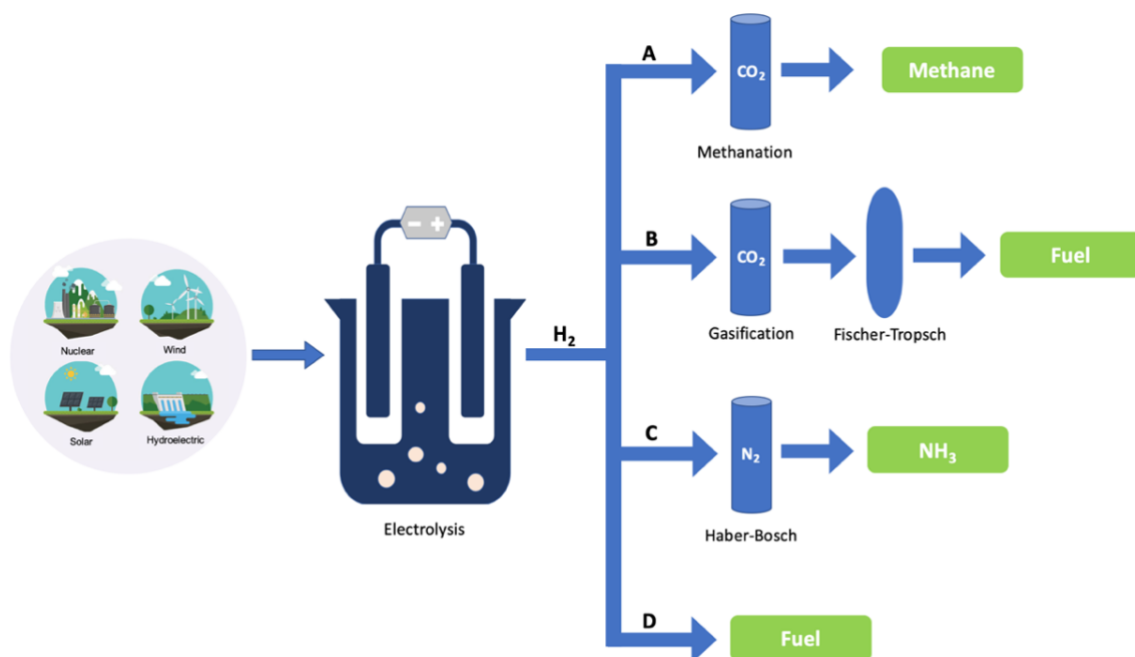 A
CO₂
Methane
Methanation
B
CO₂
Fuel
Gasification
Fischer-Tropsch
Nuclear
Wind
Solar
Hydroelectric
− +
H₂
Electrolysis
C
N₂
NH₃
Haber-Bosch
D
Fuel